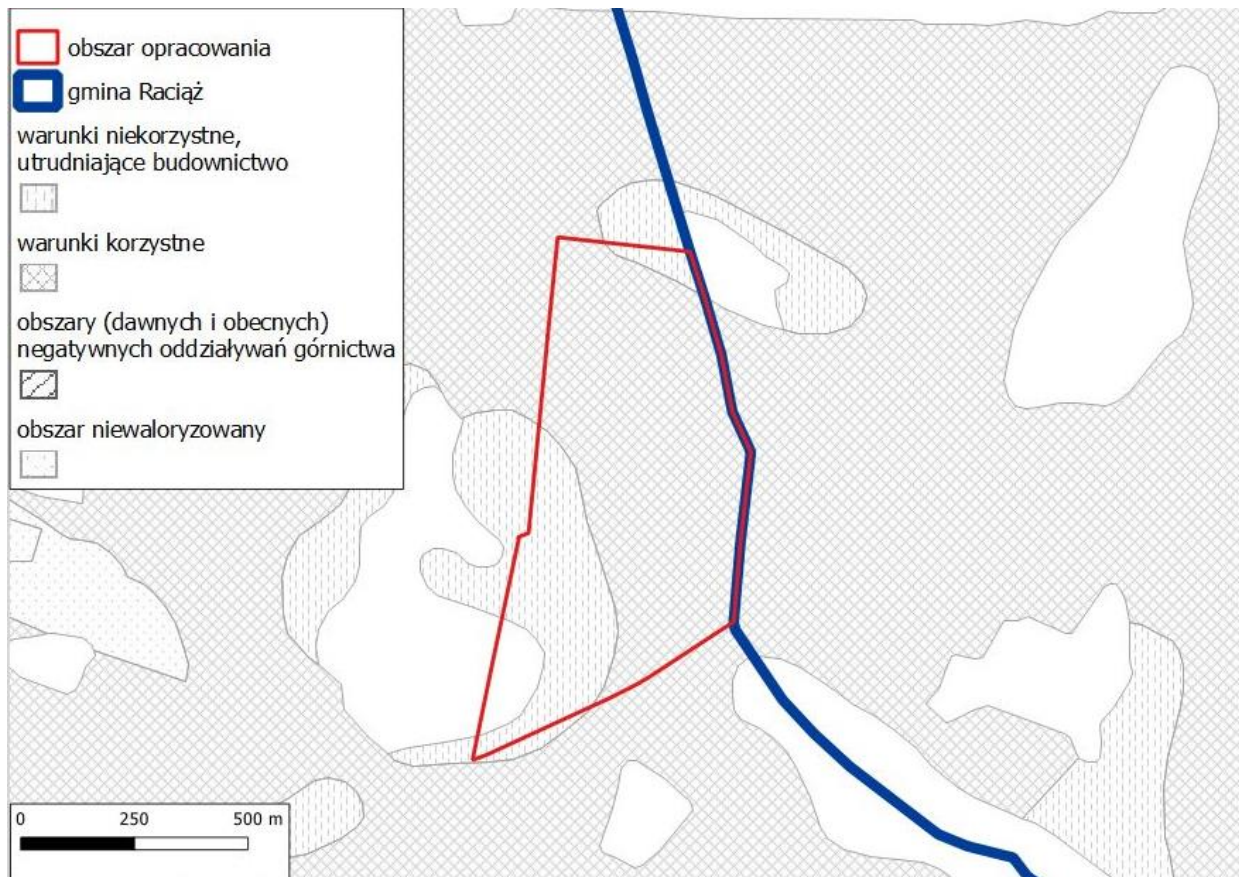 obszar opracowania
gmina Raciąż
warunki niekorzystne,
utrudniające budownictwo
warunki korzystne
obszary (dawnych i obecnych)
negatywnych oddziaływań górnictwa
obszar niewaloryzowany
0 250 500 m